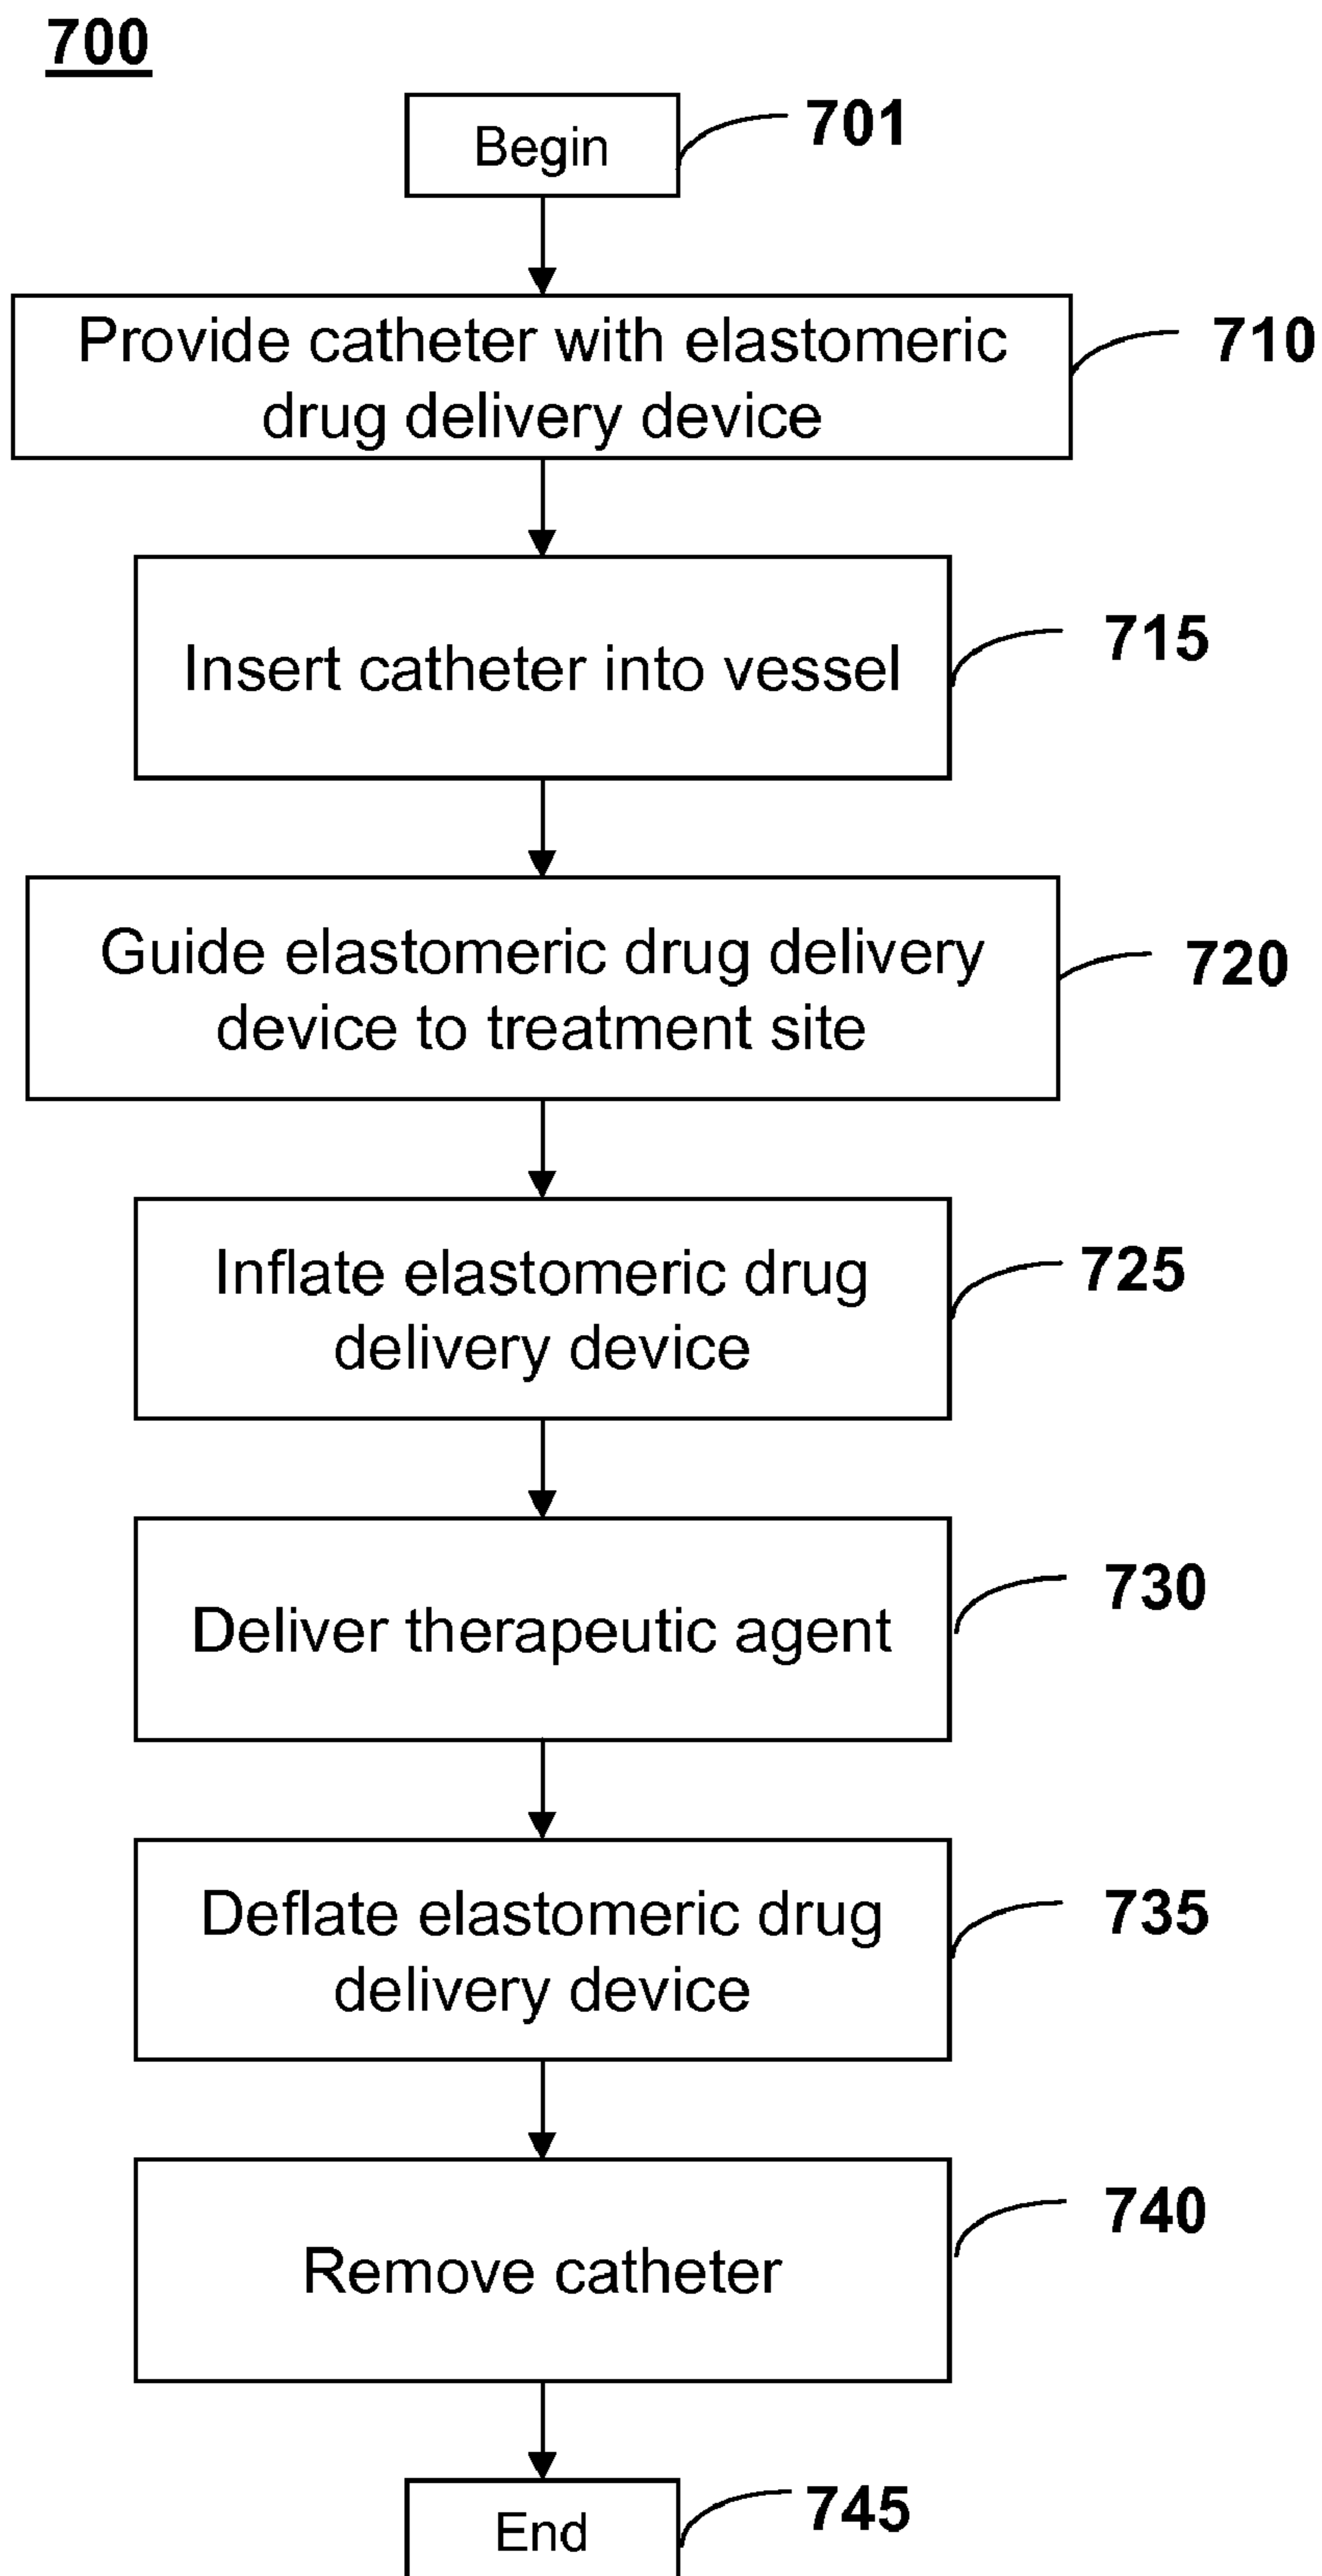 700
Begin
701
Provide catheter with elastomeric
drug delivery device
710
Insert catheter into vessel
715
Guide elastomeric drug delivery
device to treatment site
720
Inflate elastomeric drug
delivery device
725
Deliver therapeutic agent
730
Deflate elastomeric drug
delivery device
735
Remove catheter
740
End
745